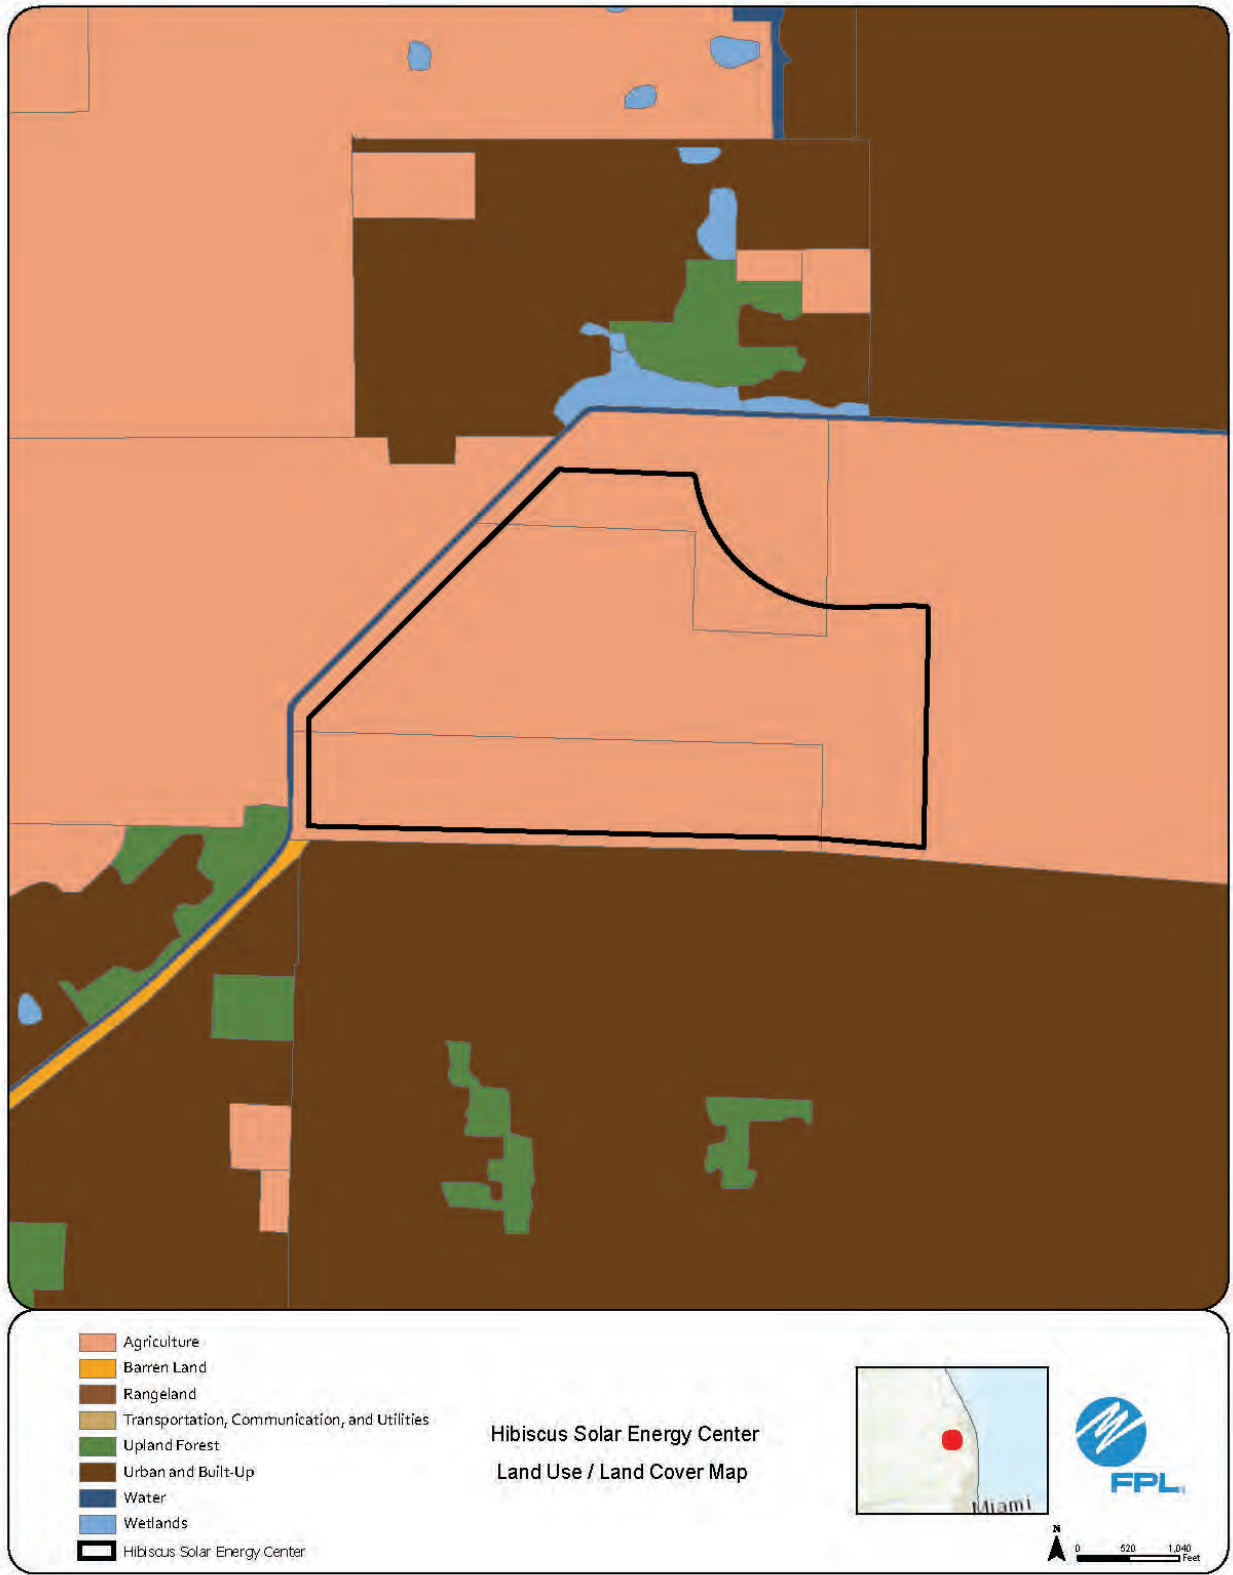 Agriculture
Barren Land
Rangeland
Transportation, Communication, and Utilities
Upland Forest
Urban and Built-Up
Water
Wetlands
Hibiscus Solar Energy Center
Hibiscus Solar Energy Center
Land Use / Land Cover Map
Miami
FPL
N
0 520 1,040
Feet